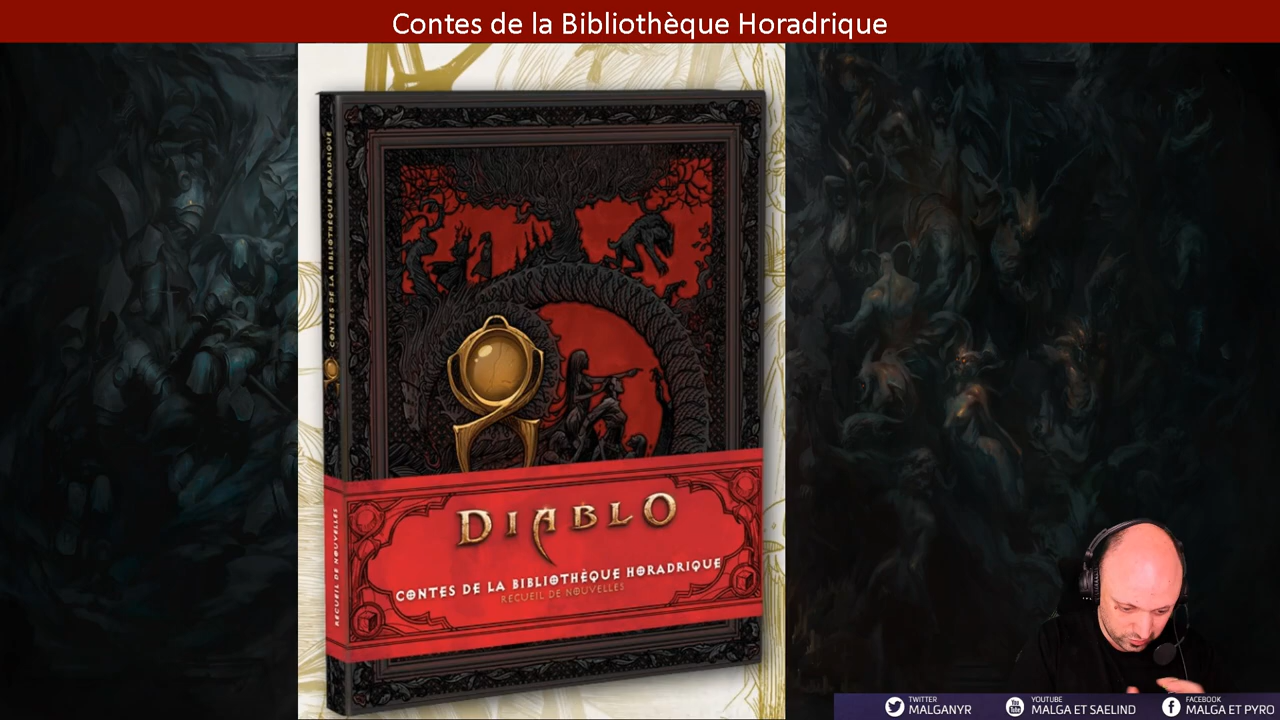 Contes de la Bibliothèque Horadrique
CONTES DE LA BIBLIOTHÈQUE HORADRIQUE
RECUEIL DE NOUVELLES
DIABLO
CONTES DE LA BIBLIOTHÈQUE HORADRIQUE
RECUEIL DE NOUVELLES
TWITTER
MALGANYR
YOUTUBE
MALGA ET SAELIND
FACEBOOK
MALGA ET PYRO